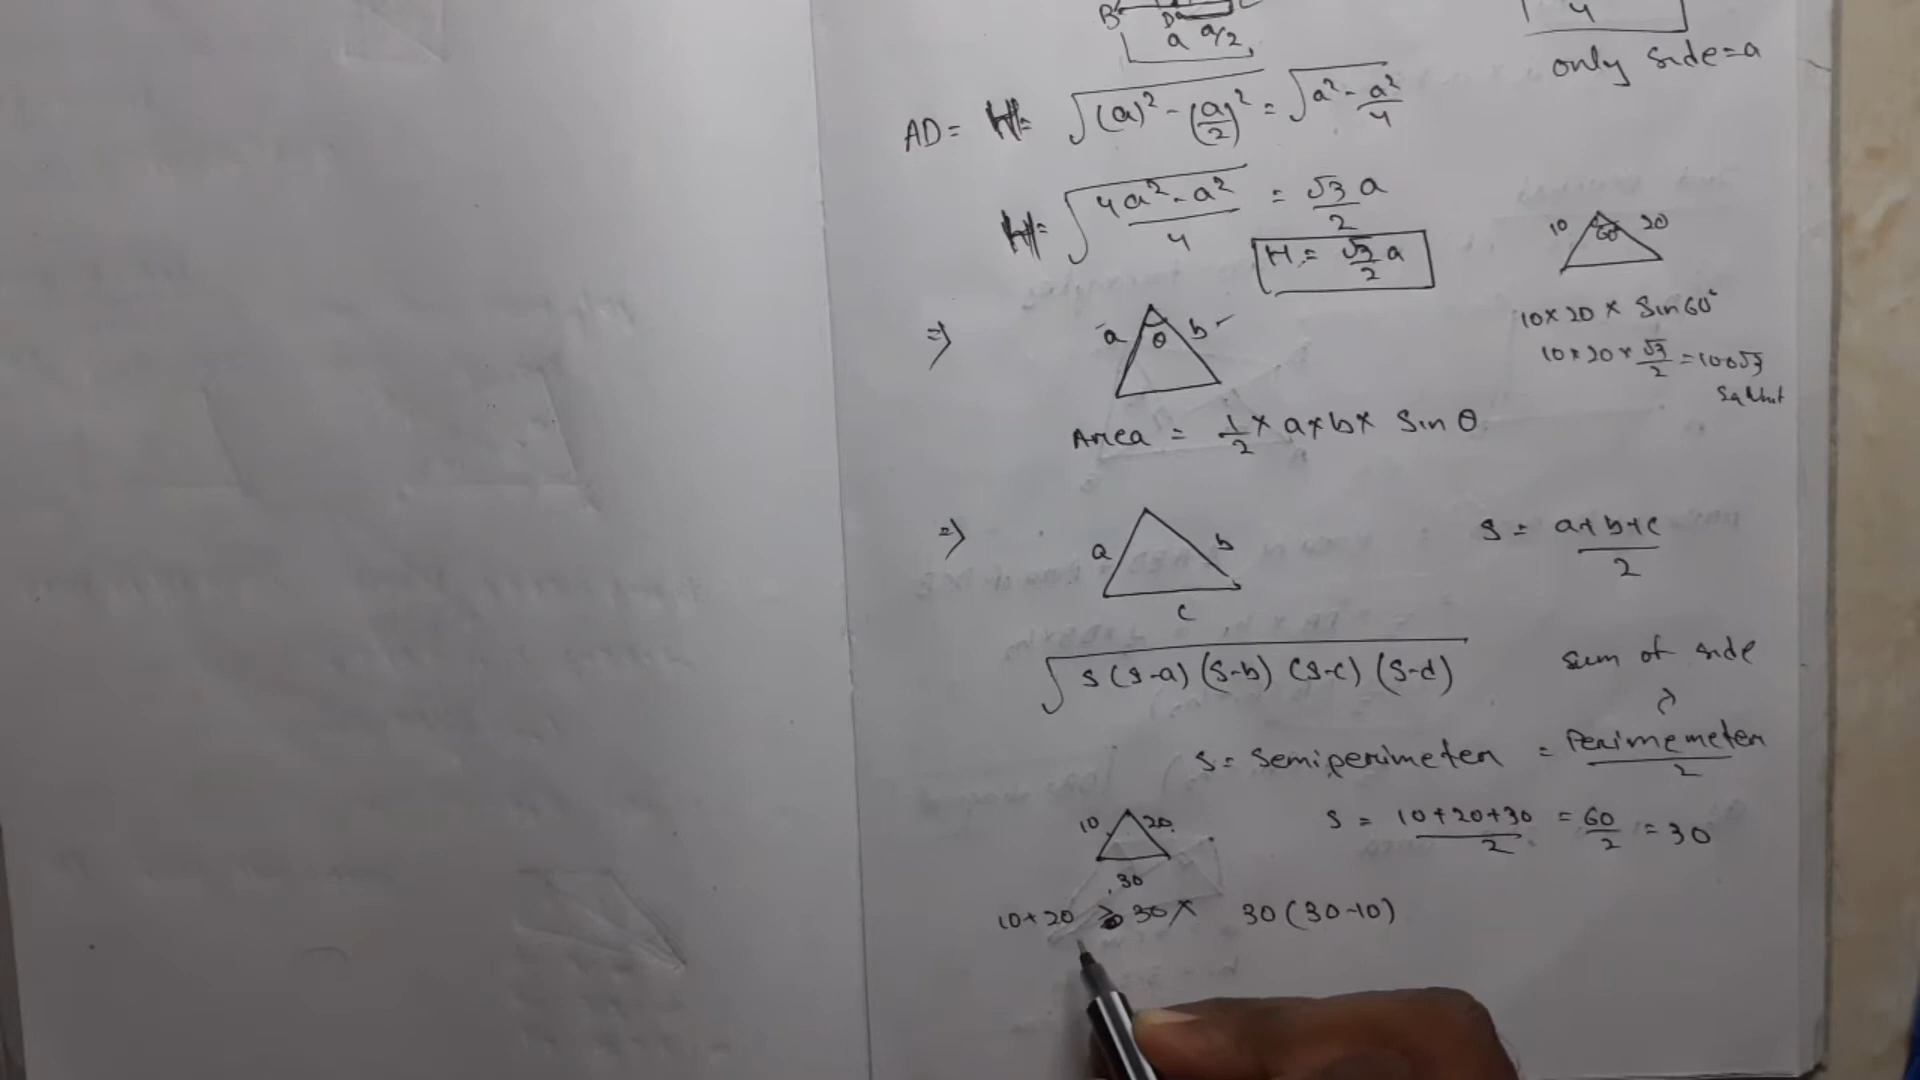 B D
a a/2
4
only side=a
AD = H = √((a)² - (a/2)²) = √(a² - a²/4)
H = √((4a² - a²)/4) = √3/2 a
H = √3/2 a
10 60° 20
10 × 20 × Sin60°
10 × 20 × √3/2 = 100√3
Sq Unit
⇒ a θ b
Area = 1/2 × a × b × Sin θ
⇒ a b
c
S = (a+b+c)/2
√(s(s-a)(s-b)(s-c)(s-d))
Sum of side
S = Semiperimeter = Perimemeter/2
10 20
30
S = (10+20+30)/2 = 60/2 = 30
10+20 > 30 × 30(30-10)